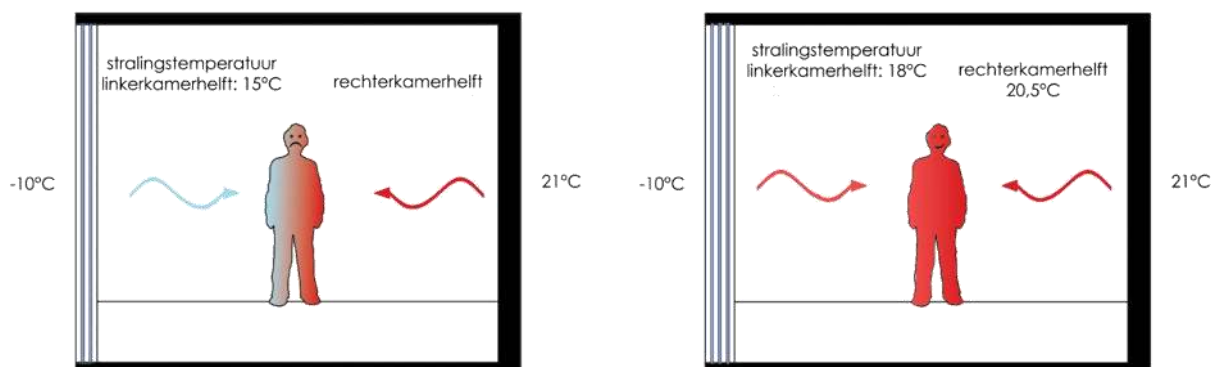 stralingstemperatuur
linkerkamerhelft: 15ºC
rechterkamerhelft
-10ºC
21ºC
stralingstemperatuur
linkerkamerhelft: 18ºC
rechterkamerhelft
20,5ºC
-10ºC
21ºC